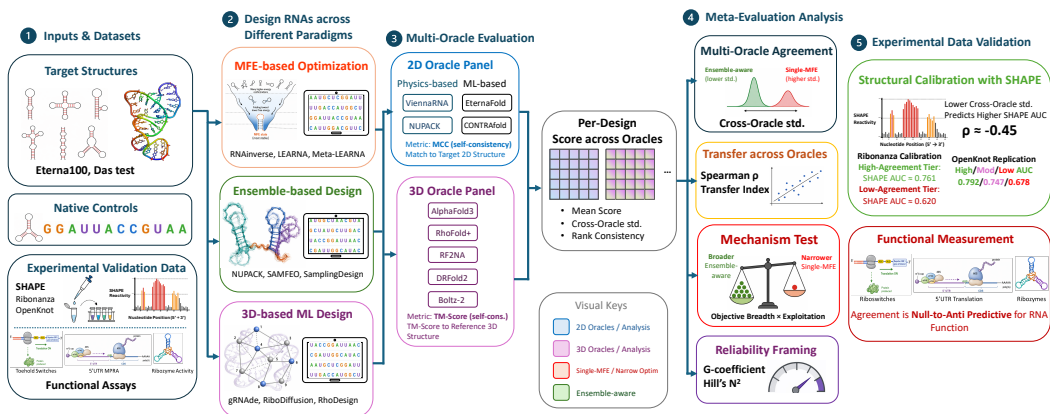 1 Inputs & Datasets
Target Structures
Eterna100, Das test
Native Controls
G G A U U A C C G U A A
Experimental Validation Data
SHAPE
Ribonanza
OpenKnot
SHAPE
Reactivity
Nucleotide Position (5' → 3')
Toehold Switches
5'UTR MPRA
Ribozyme Activity
Functional Assays
2 Design RNAs across
Different Paradigms
MFE-based Optimization
RNAinverse, LEARNA, Meta-LEARNA
Ensemble-based Design
NUPACK, SAMFEO, SamplingDesign
3D-based ML Design
gRNAde, RiboDiffusion, RhoDesign
3 Multi-Oracle Evaluation
2D Oracle Panel
Physics-based ML-based
ViennaRNA EternaFold
NUPACK CONTRAfold
Metric: MCC (self-consistency)
Match to Target 2D Structure
3D Oracle Panel
AlphaFold3
RhoFold+
RF2NA
DRFold2
Boltz-2
Metric: TM-Score (self-cons.)
TM-Score to Reference 3D
Structure
Per-Design
Score across Oracles
...
• Mean Score
• Cross-Oracle std.
• Rank Consistency
Visual Keys
2D Oracles / Analysis
3D Oracles / Analysis
Single-MFE / Narrow Optim
Ensemble-aware
4 Meta-Evaluation Analysis
Multi-Oracle Agreement
Ensemble-aware
(lower std.)
Single-MFE
(higher std.)
Cross-Oracle std.
Transfer across Oracles
Spearman ρ
Transfer Index
Mechanism Test
Broader
Ensemble-
aware
Narrower
Single-MFE
Objective Breadth × Exploitation
Reliability Framing
G-coefficient
Hill's N²
5 Experimental Data Validation
Structural Calibration with SHAPE
SHAPE
Reactivity
Nucleotide Position (5' → 3')
Lower Cross-Oracle std.
Predicts Higher SHAPE AUC
ρ ≈ -0.45
Ribonanza Calibration
High-Agreement Tier:
SHAPE AUC ≈ 0.761
Low-Agreement Tier:
SHAPE AUC ≈ 0.620
OpenKnot Replication
High/Mod/Low AUC
0.792/0.747/0.678
Functional Measurement
Riboswitches
5'UTR Translation
Ribozymes
Agreement is Null-to-Anti Predictive for RNA
Function